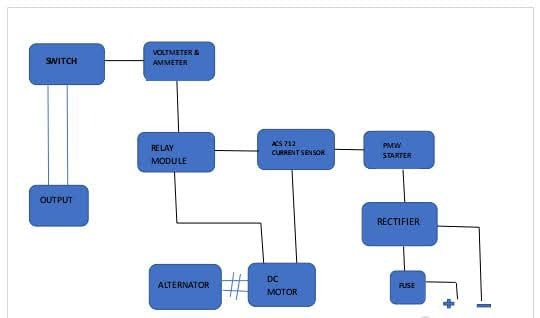 VOLTMETER &
AMMETER
SWITCH
ACS 712
CURRENT SENSOR
PMW
STARTER
RELAY
MODULE
OUTPUT
RECTIFIER
DC
MOTOR
ALTERNATOR
FUSE
+
−